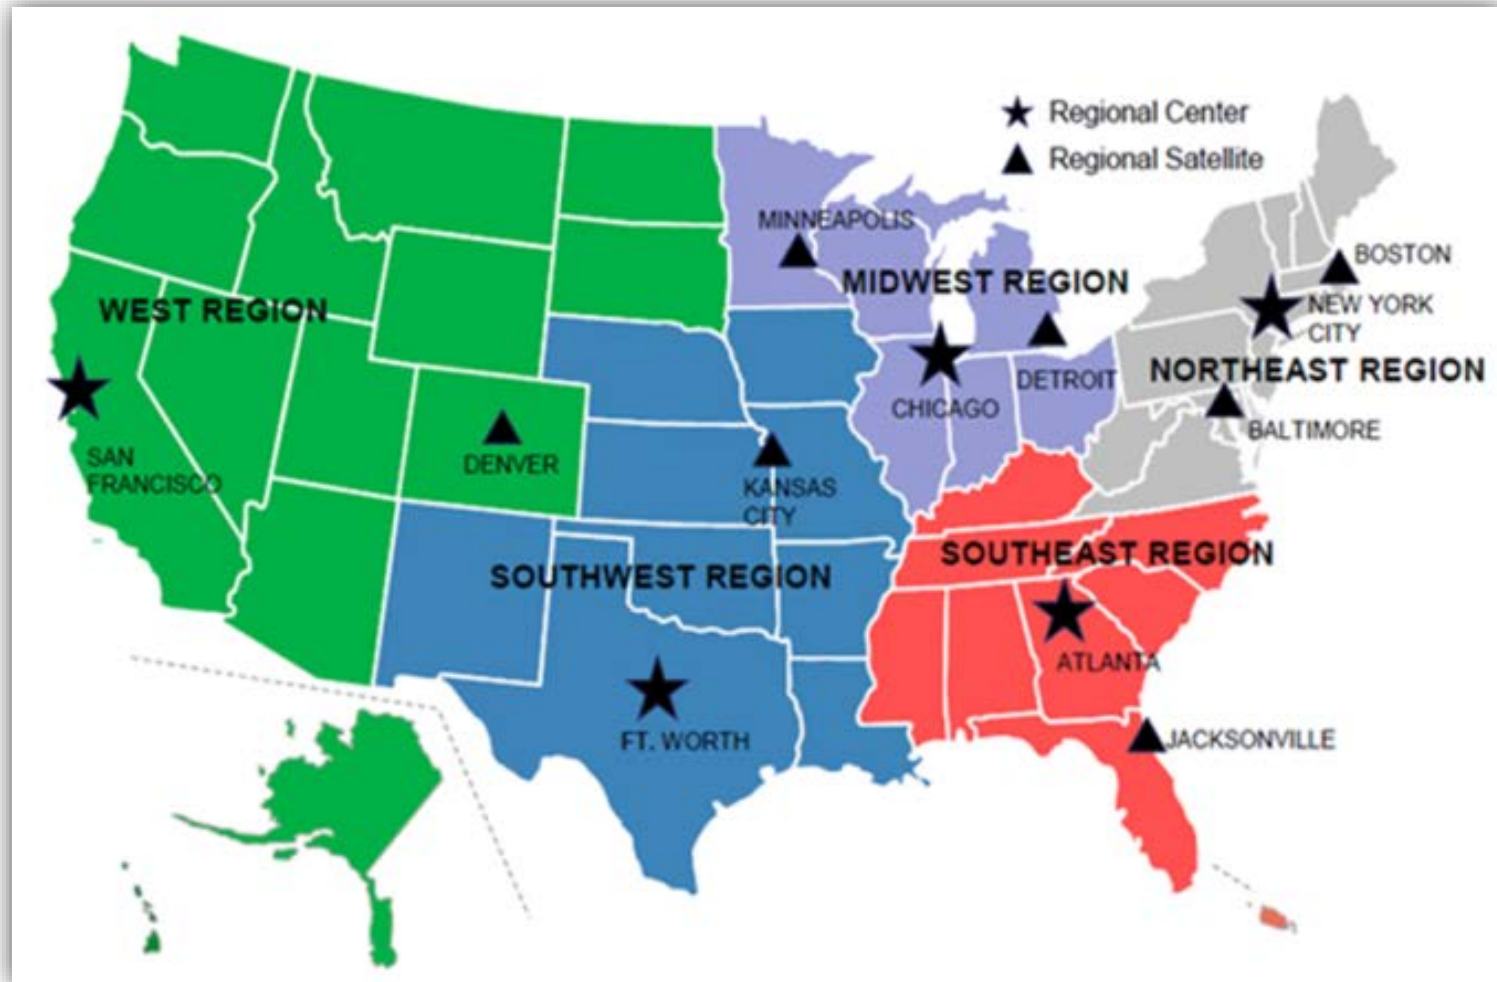 Regional Center
Regional Satellite
MINNEAPOLIS
BOSTON
MIDWEST REGION
WEST REGION
NEW YORK
CITY
NORTHEAST REGION
DETROIT
CHICAGO
BALTIMORE
SAN
FRANCISCO
DENVER
KANSAS
CITY
SOUTHEAST REGION
SOUTHWEST REGION
ATLANTA
FT. WORTH
JACKSONVILLE